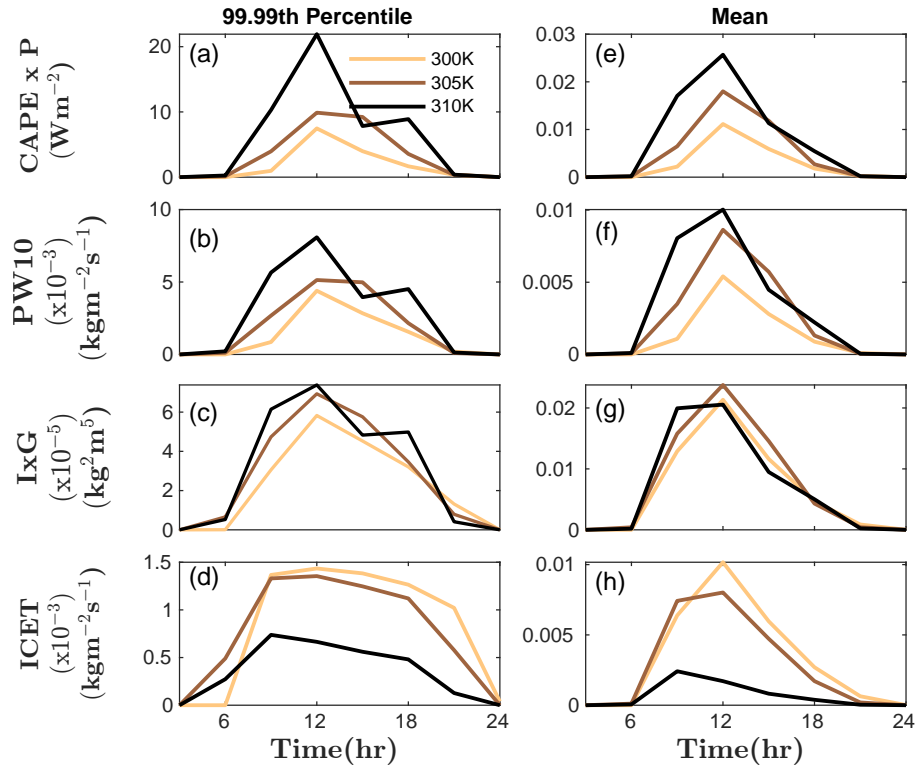 99.99th Percentile
Mean
CAPE x P
(Wm−2)
(a)
300K
305K
310K
20
10
0
(e)
0.03
0.02
0.01
0
PW10
(x10−3)
(kgm−2s−1)
(b)
10
5
0
(f)
0.01
0.005
0
IxG
(x10−5)
(kg2m5)
(c)
6
4
2
0
(g)
0.02
0.01
0
ICET
(x10−3)
(kgm−2s−1)
(d)
1.5
1
0.5
0
(h)
0.01
0.005
0
6 12 18 24
6 12 18 24
Time(hr)
Time(hr)